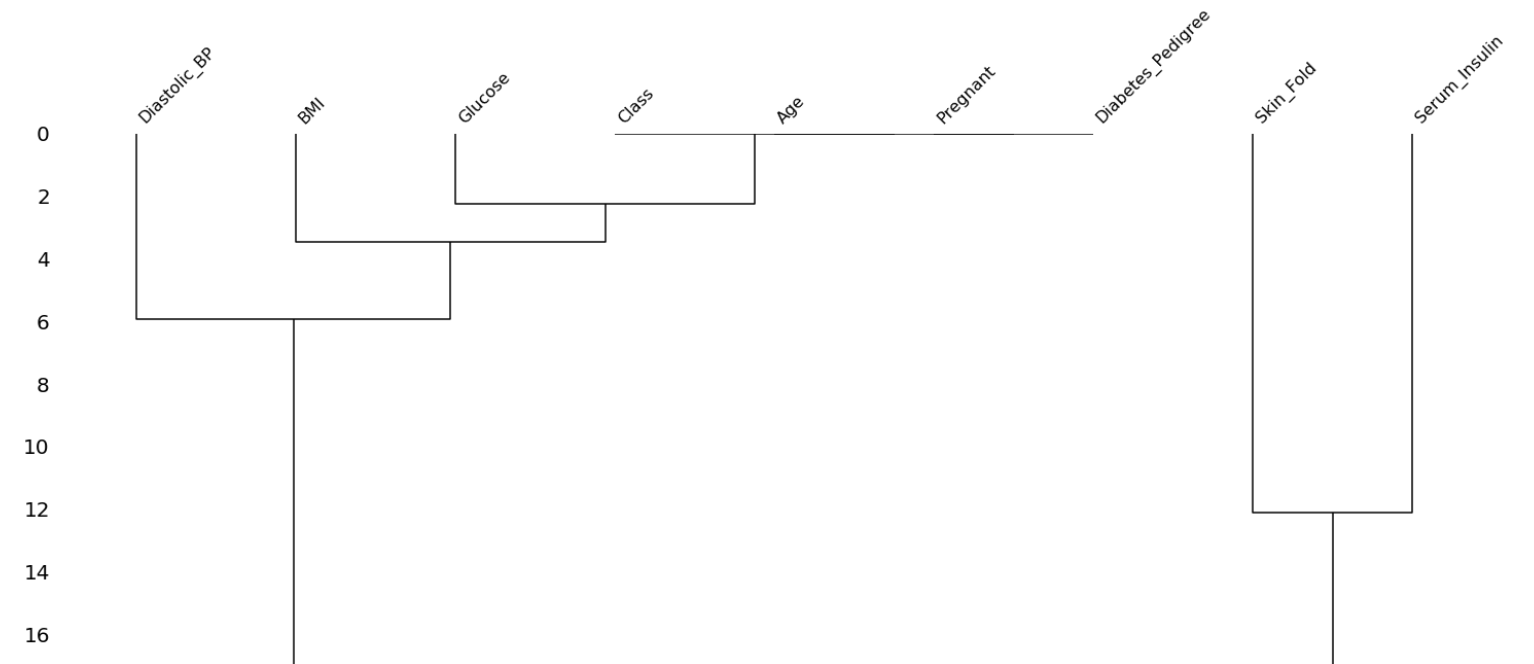 Diastolic_BP
BMI
Glucose
Class
Age
Pregnant
Diabetes_Pedigree
Skin_Fold
Serum_Insulin
0
2
4
6
8
10
12
14
16